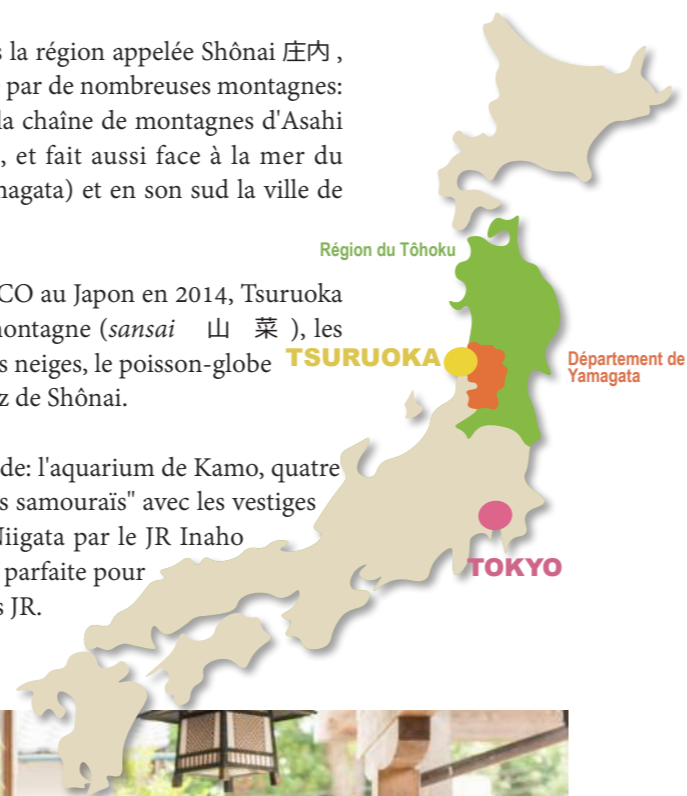 s la région appelée Shônai 庄内 ,
par de nombreuses montagnes:
la chaîne de montagnes d'Asahi
, et fait aussi face à la mer du
magata) et en son sud la ville de
Région du Tôhoku
CO au Japon en 2014, Tsuruoka
montagne (sansai 山 菜 ), les
s neiges, le poisson-globe
z de Shônai.
TSURUOKA
Département de
Yamagata
de: l'aquarium de Kamo, quatre
s samouraïs" avec les vestiges
Niigata par le JR Inaho
parfaite pour
s JR.
TOKYO